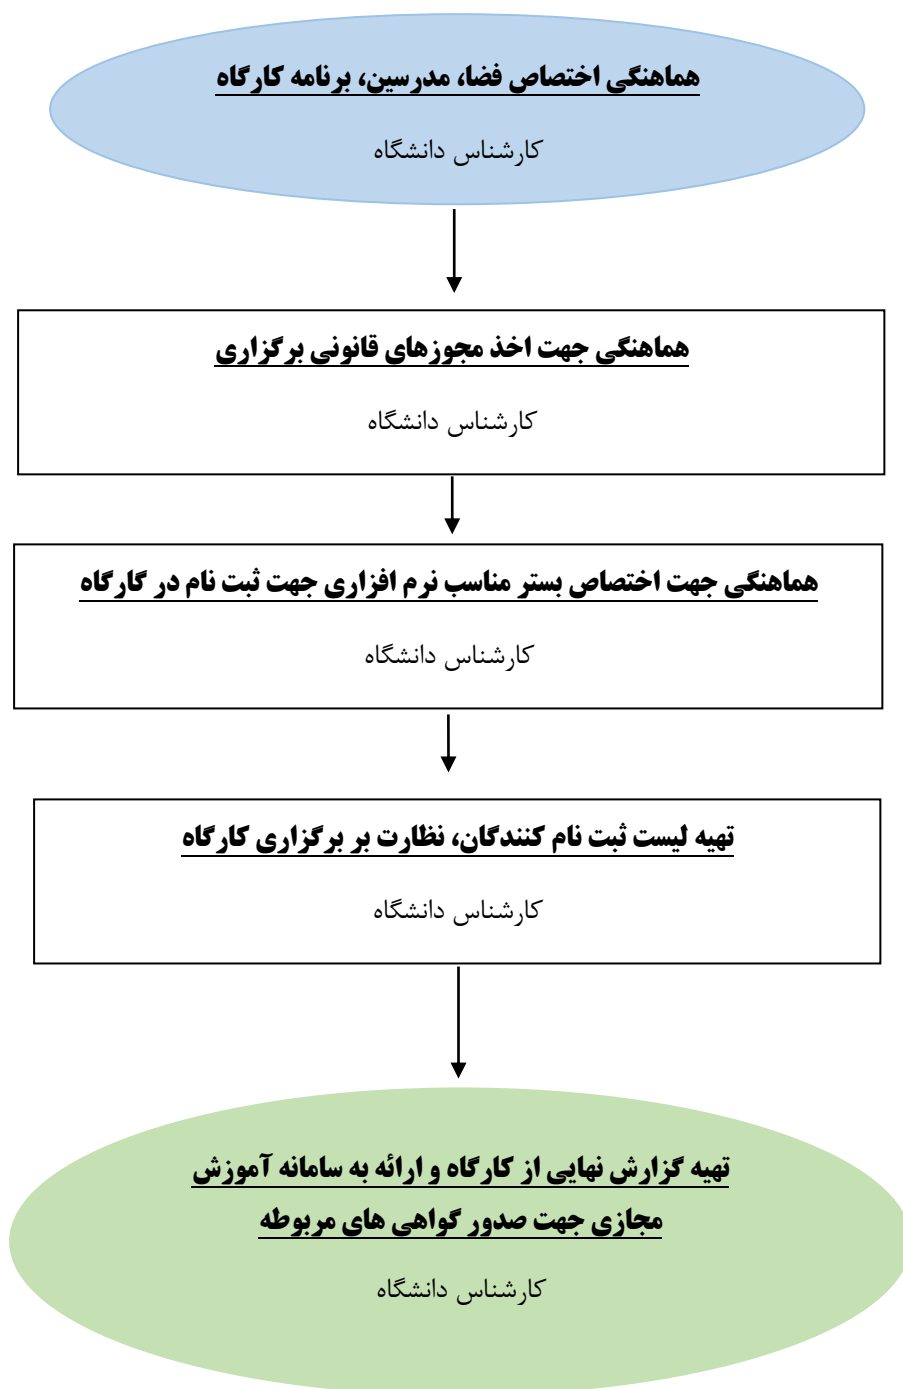 هماهنگی اختصاص فضا، مدرسین، برنامه کارگاه
کارشناس دانشگاه
هماهنگی جهت اخذ مجوزهای قانونی برگزاری
کارشناس دانشگاه
هماهنگی جهت اختصاص بستر مناسب نرم افزاری جهت ثبت نام در گارگاه
کارشناس دانشگاه
تهیه لیست ثبت نام کنندگان، نظارت بر برگزاری کارگاه
کارشناس دانشگاه
تهیه گزارش نهایی از کارگاه و ارائه به سامانه آموزش
مجازی جهت صدور گواهی های مربوطه
کارشناس دانشگاه